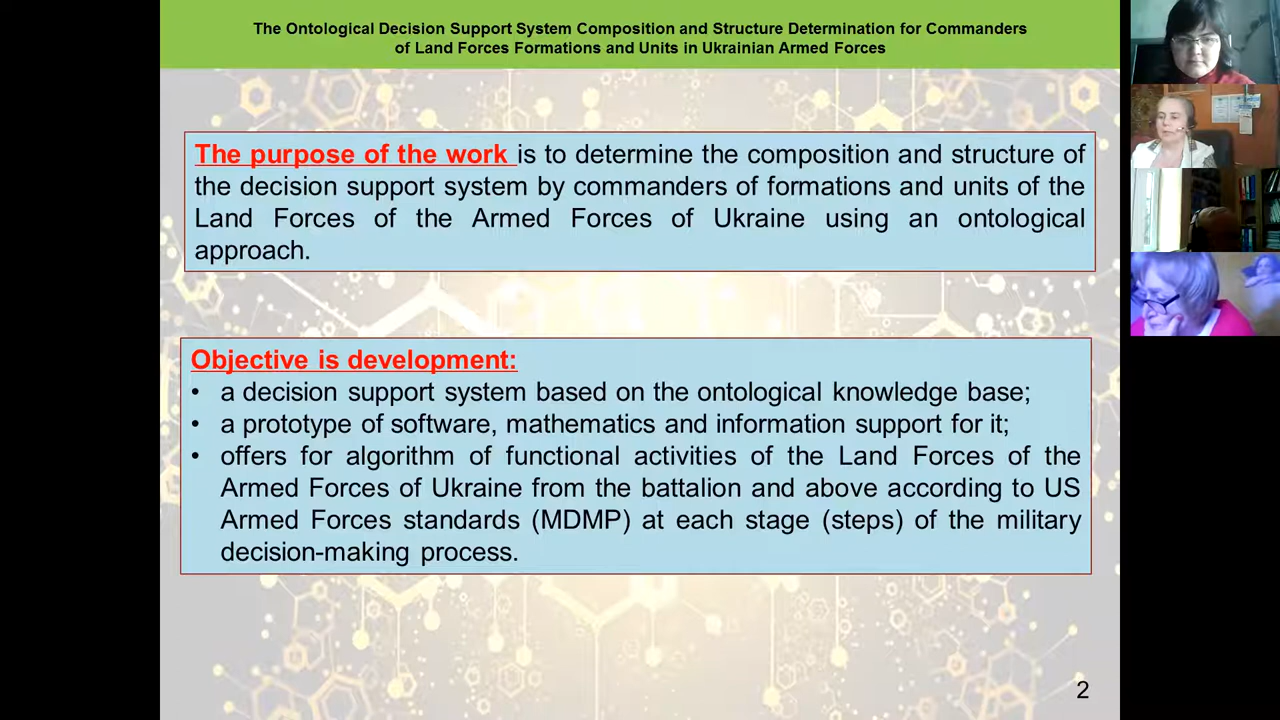 The Ontological Decision Support System Composition and Structure Determination for Commanders
of Land Forces Formations and Units in Ukrainian Armed Forces
The purpose of the work is to determine the composition and structure of
the decision support system by commanders of formations and units of the
Land Forces of the Armed Forces of Ukraine using an ontological
approach.
Objective is development:
• a decision support system based on the ontological knowledge base;
• a prototype of software, mathematics and information support for it;
• offers for algorithm of functional activities of the Land Forces of the
Armed Forces of Ukraine from the battalion and above according to US
Armed Forces standards (MDMP) at each stage (steps) of the military
decision-making process.
2